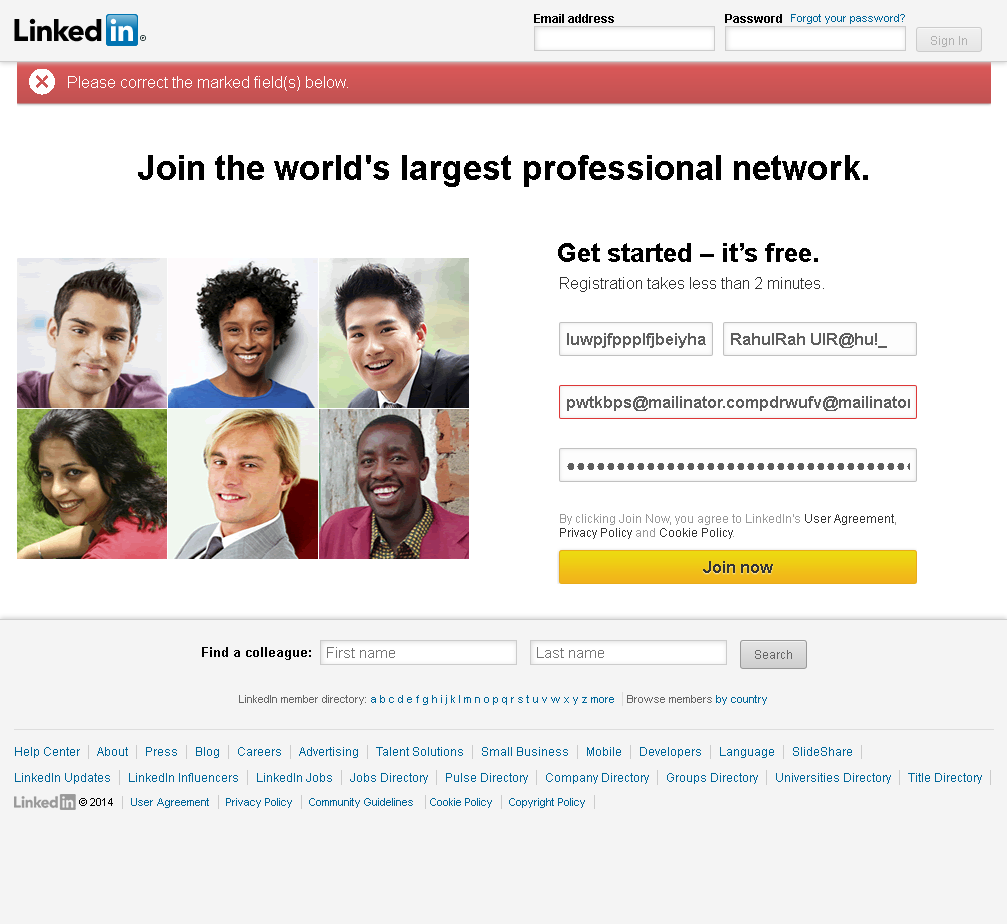 Linked in ®
Email address
Password Forgot your password?
Sign In
Please correct the marked field(s) below.
Join the world's largest professional network.
Get started – it’s free.
Registration takes less than 2 minutes.
RahulRah UlR@hu!_
pwtkbps@mailinator.compdrwufv@mailinator
By clicking Join Now, you agree to LinkedIn's User Agreement,
Privacy Policy and Cookie Policy.
Join now
Find a colleague: First name Last name Search
LinkedIn member directory: a b c d e f g h i j k l m n o p q r s t u v w x y z more Browse members by country
Help Center About Press Blog Careers Advertising Talent Solutions Small Business Mobile Developers Language SlideShare
LinkedIn Updates LinkedIn Influencers LinkedIn Jobs Jobs Directory Pulse Directory Company Directory Groups Directory Universities Directory Title Directory
Linked in © 2014 User Agreement Privacy Policy Community Guidelines Cookie Policy Copyright Policy